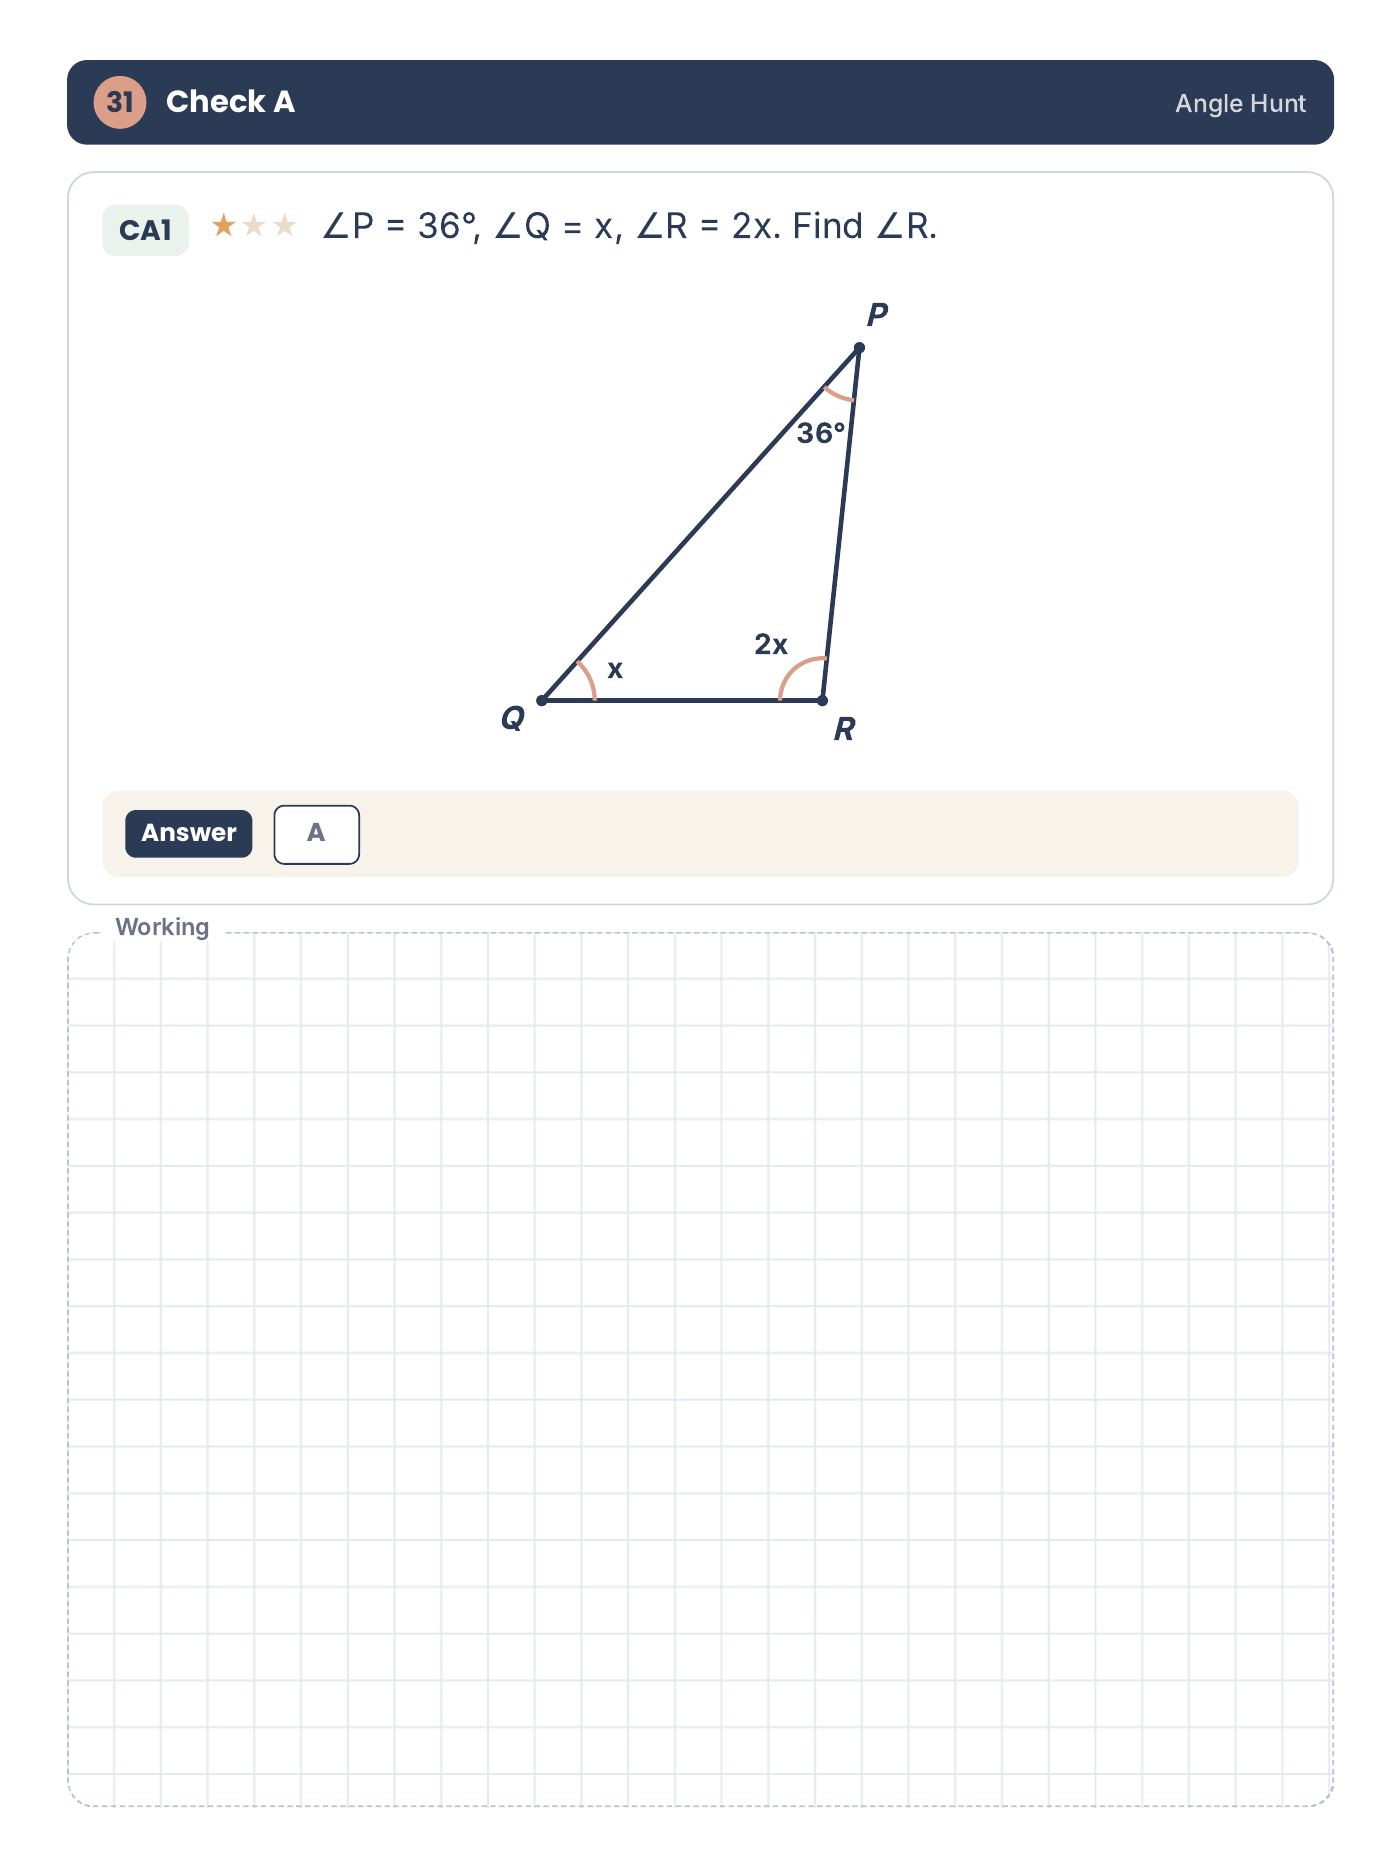 31 Check A Angle Hunt
CA1 ★★★ ∠P = 36°, ∠Q = x, ∠R = 2x. Find ∠R.
P
36°
2x
x
Q
R
Answer A
Working